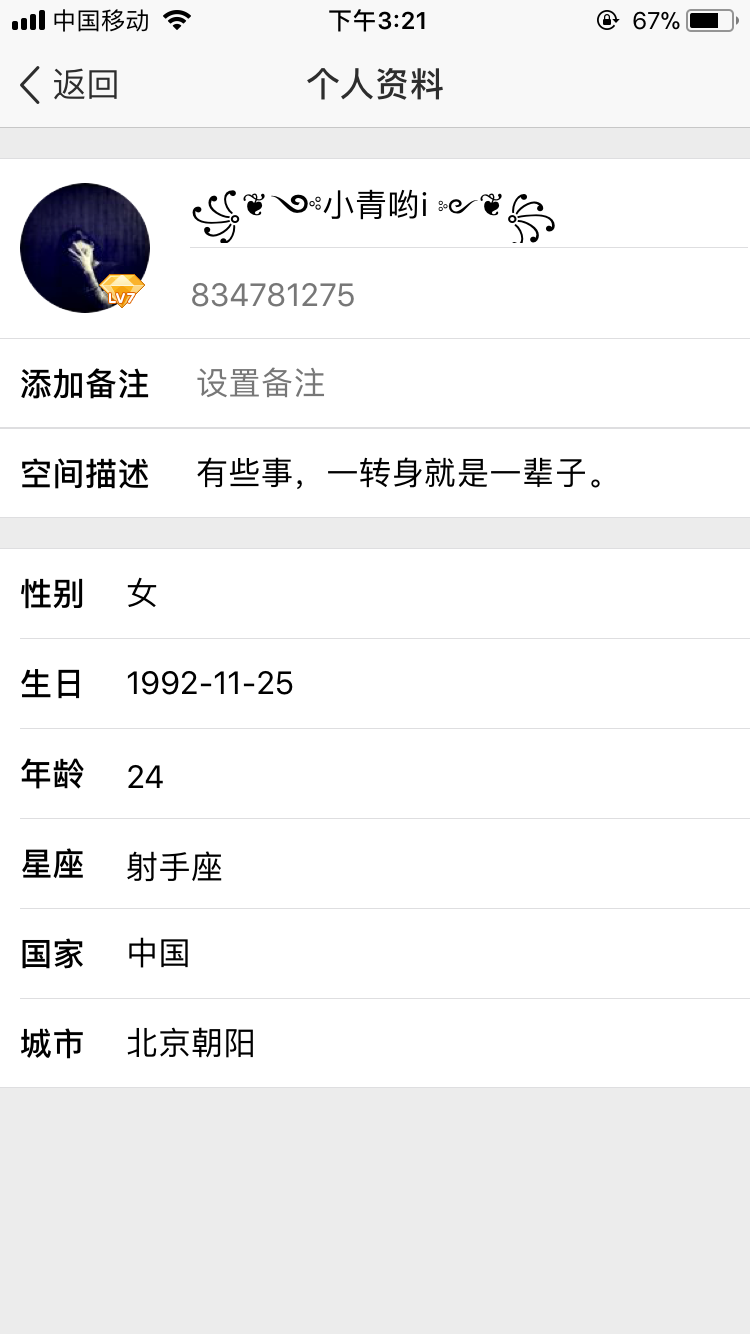 中国移动 下午3:21 67%
返回 个人资料
小青哟i
LV7
834781275
添加备注 设置备注
空间描述 有些事，一转身就是一辈子。
性别 女
生日 1992-11-25
年龄 24
星座 射手座
国家 中国
城市 北京朝阳